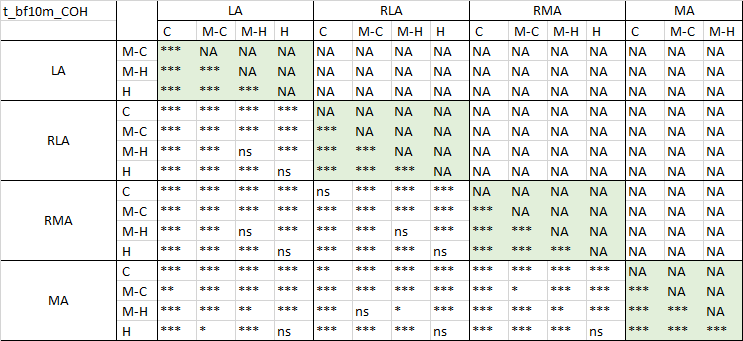 t_bf10m_COH LA RLA RMA MA
C M-C M-H H C M-C M-H H C M-C M-H H C M-C M-H
LA M-C *** NA NA NA NA NA NA NA NA NA NA NA NA NA NA
M-H *** *** NA NA NA NA NA NA NA NA NA NA NA NA NA
H *** *** *** NA NA NA NA NA NA NA NA NA NA NA NA
RLA C *** *** *** *** NA NA NA NA NA NA NA NA NA NA NA
M-C *** *** *** *** *** NA NA NA NA NA NA NA NA NA NA
M-H *** *** ns *** *** *** NA NA NA NA NA NA NA NA NA
H *** *** *** ns *** *** *** NA NA NA NA NA NA NA NA
RMA C *** *** *** *** ns *** *** *** NA NA NA NA NA NA NA
M-C *** *** *** *** *** *** *** *** *** NA NA NA NA NA NA
M-H *** *** ns *** *** *** ns *** *** *** NA NA NA NA NA
H *** *** *** ns *** *** *** ns *** *** *** NA NA NA NA
MA C *** *** *** *** ** *** *** *** *** *** *** *** NA NA NA
M-C ** *** *** *** *** *** *** *** *** * *** *** *** NA NA
M-H *** *** ** *** *** ns * *** *** *** ** *** *** *** NA
H *** * *** ns *** *** *** ns *** *** *** ns *** *** ***